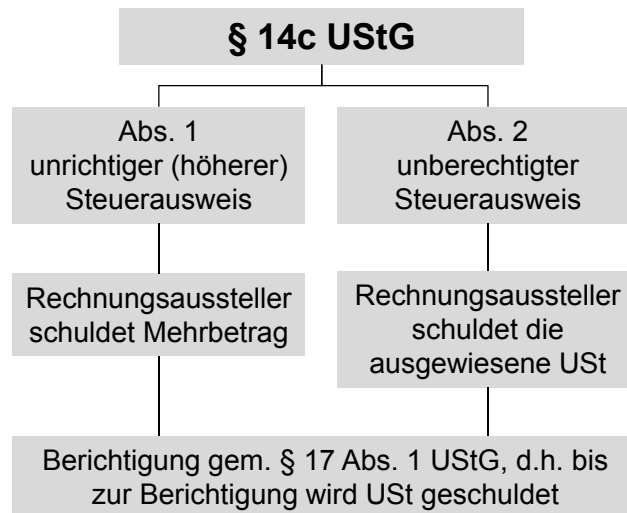 § 14c UStG
Abs. 1
unrichtiger (höherer)
Steuerausweis
Abs. 2
unberechtigter
Steuerausweis
Rechnungsaussteller
schuldet Mehrbetrag
Rechnungsaussteller
schuldet die
ausgewiesene USt
Berichtigung gem. § 17 Abs. 1 UStG, d.h. bis
zur Berichtigung wird USt geschuldet